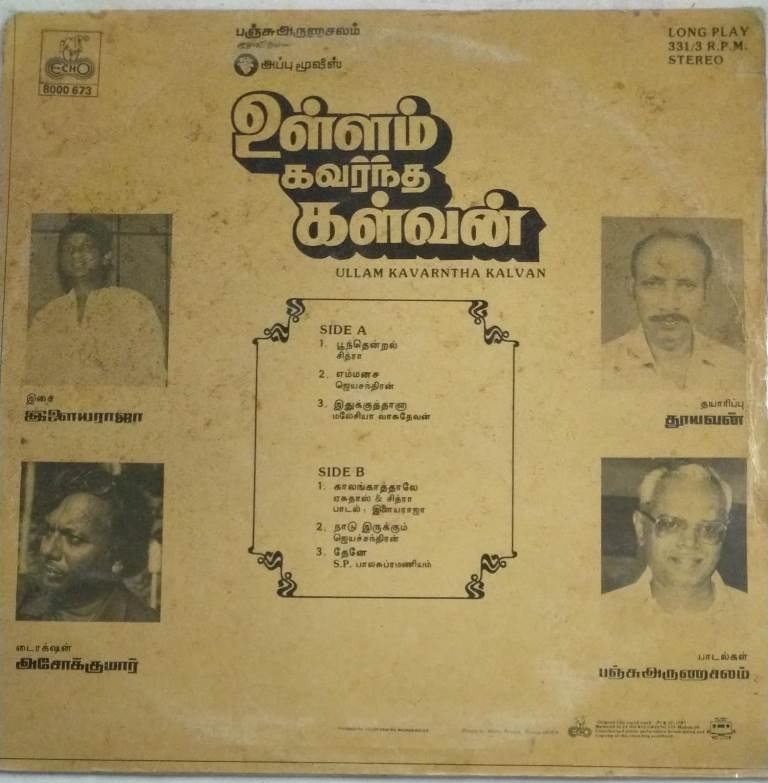 ECHO
8000 673
பஞ்சு அருணாசலம்
அப்பு மூவிஸ்
LONG PLAY
331/3 R.P.M.
STEREO
உள்ளம்
கவர்ந்த
கள்வன்
ULLAM KAVARNTHA KALVAN
SIDE A
1. பூந்தென்றல்
சித்ரா
2. எம்மனச
ஜெயசந்திரன்
3. இதுக்குத்தானா
மலேசியா வாசுதேவன்
SIDE B
1. காலங்காத்தாலே
ஏசுதாஸ் & சித்ரா
பாடல் : இளையராஜா
2. நாடு இருக்கும்
ஜெயச்சந்திரன்
3. தேனே
S.P. பாலசுப்ரமணியம்
இசை
இளையராஜா
தயாரிப்பு
தூயவன்
டைரக்‌ஷன்
அசோக்குமார்
பாடல்கள்
பஞ்சு அருணாசலம்
ECHO